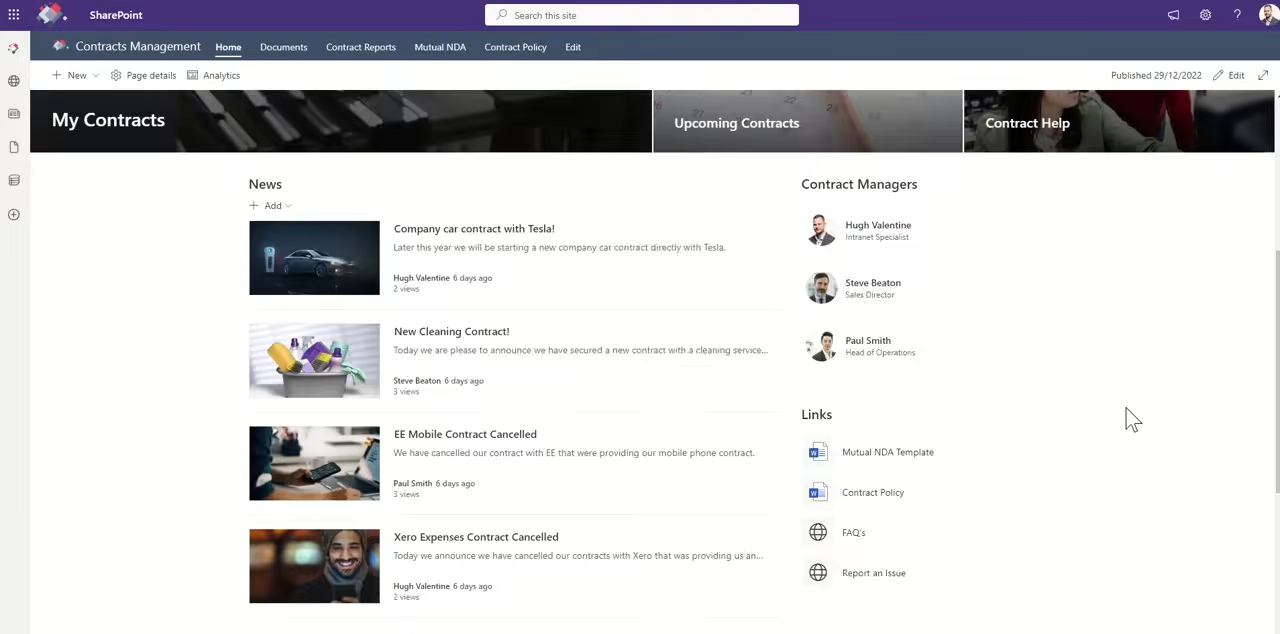 SharePoint
Search this site
Contracts Management
Home
Documents
Contract Reports
Mutual NDA
Contract Policy
Edit
New
Page details
Analytics
Published 29/12/2022
Edit
My Contracts
Upcoming Contracts
Contract Help
News
Add
Company car contract with Tesla!
Later this year we will be starting a new company car contract directly with Tesla.
Hugh Valentine 6 days ago
2 views
New Cleaning Contract!
Today we are please to announce we have secured a new contract with a cleaning service...
Steve Beaton 6 days ago
3 views
EE Mobile Contract Cancelled
We have cancelled our contract with EE that were providing our mobile phone contract.
Paul Smith 6 days ago
3 views
Xero Expenses Contract Cancelled
Today we announce we have cancelled our contracts with Xero that was providing us an...
Hugh Valentine 6 days ago
2 views
Contract Managers
Hugh Valentine
Intranet Specialist
Steve Beaton
Sales Director
Paul Smith
Head of Operations
Links
Mutual NDA Template
Contract Policy
FAQ's
Report an Issue